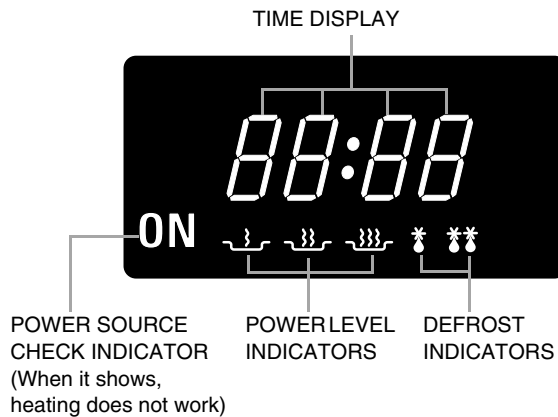 TIME DISPLAY
88:88
ON
POWER SOURCE
CHECK INDICATOR
(When it shows,
heating does not work)
POWER LEVEL
INDICATORS
DEFROST
INDICATORS